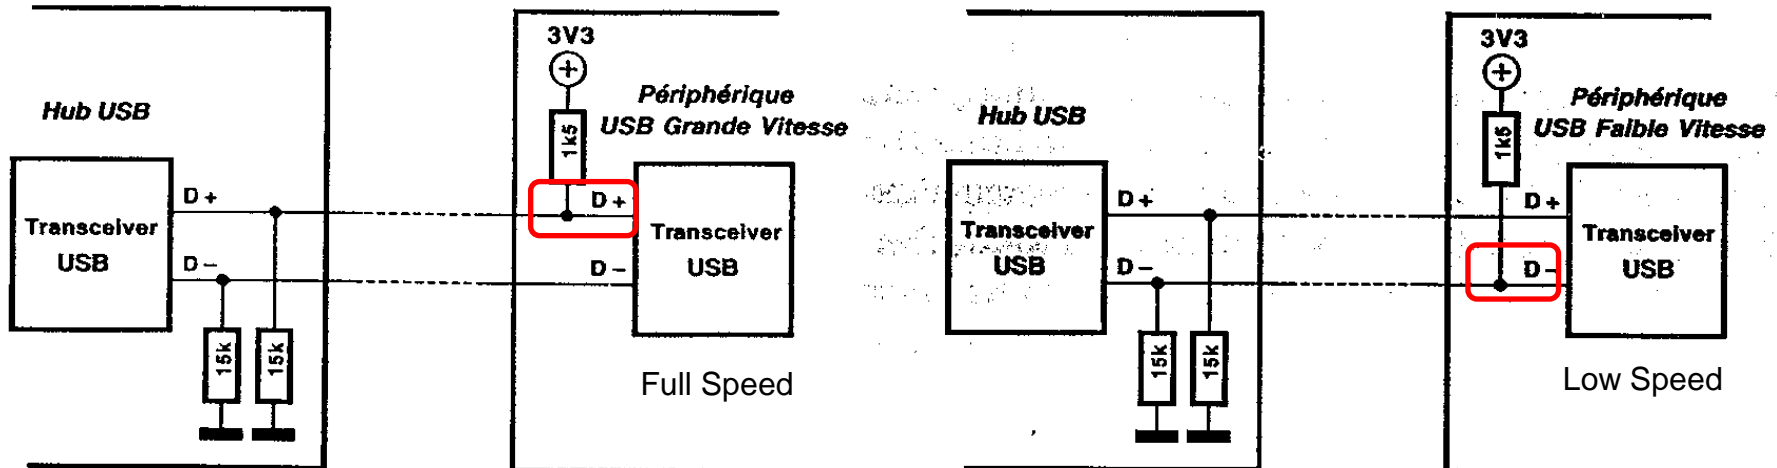 3V3
Hub USB
Périphérique
USB Grande Vitesse
1k5
D+
D+
Transceiver
USB
Transceiver
USB
D-
D-
15k
15k
Full Speed
3V3
Hub USB
Périphérique
USB Faible Vitesse
1k5
D+
D+
Transceiver
USB
Transceiver
USB
D-
D-
15k
15k
Low Speed